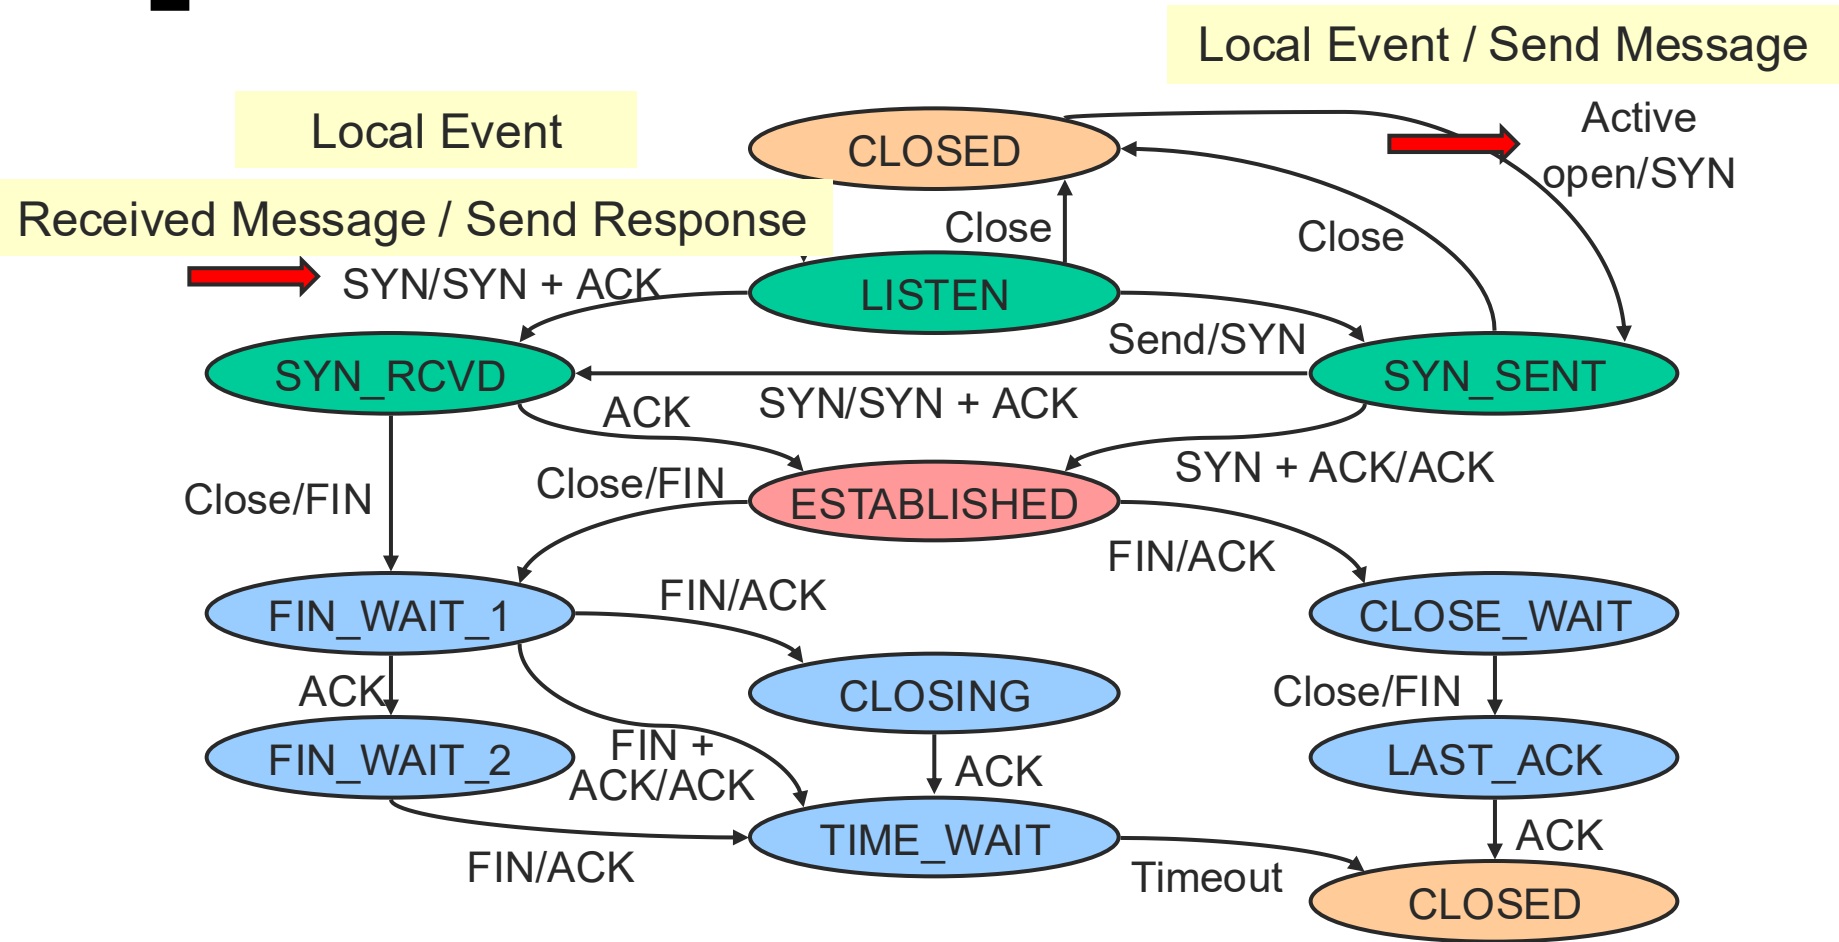 Local Event / Send Message
Local Event
Active
open/SYN
CLOSED
Received Message / Send Response
Close
Close
SYN/SYN + ACK
LISTEN
Send/SYN
SYN_RCVD
SYN_SENT
ACK
SYN/SYN + ACK
SYN + ACK/ACK
Close/FIN
Close/FIN
ESTABLISHED
FIN/ACK
FIN/ACK
FIN_WAIT_1
CLOSE_WAIT
ACK
CLOSING
Close/FIN
FIN_WAIT_2
FIN +
ACK/ACK
ACK
LAST_ACK
FIN/ACK
TIME_WAIT
ACK
Timeout
CLOSED